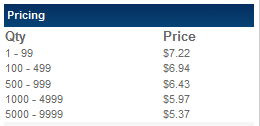 Pricing
Qty Price
1 - 99 $7.22
100 - 499 $6.94
500 - 999 $6.43
1000 - 4999 $5.97
5000 - 9999 $5.37